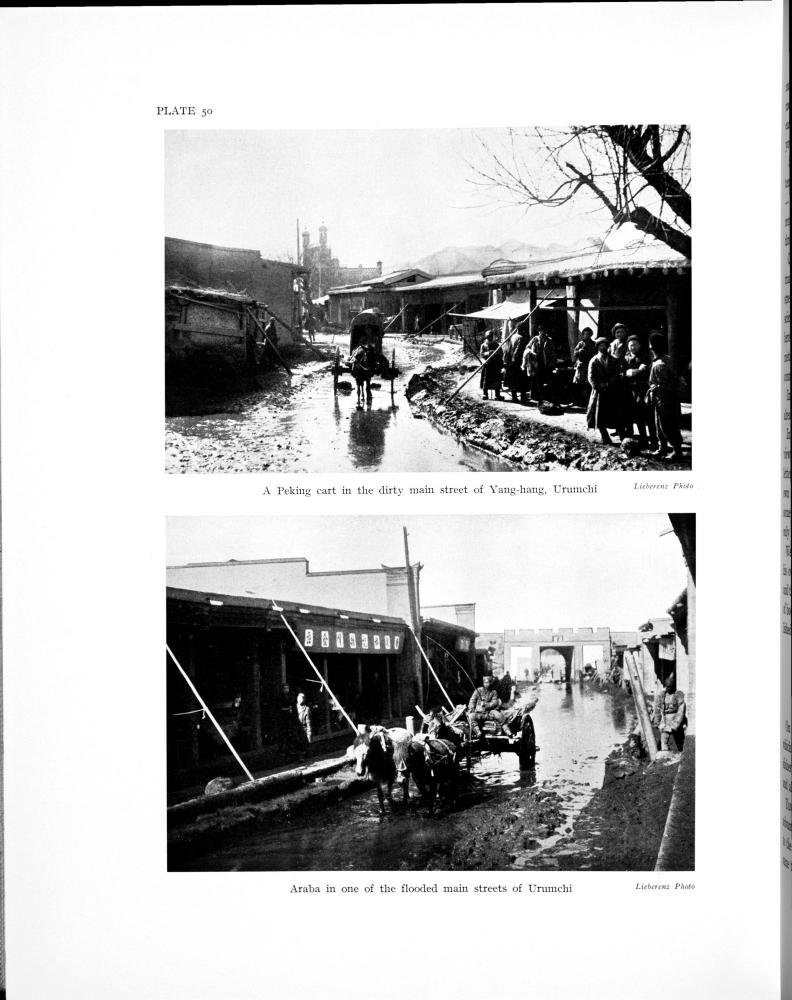 PLATE 50
A Peking cart in the dirty main street of Yang-hang, Urumchi
Lieberenz Photo
Araba in one of the flooded main streets of Urumchi
Lieberenz Photo